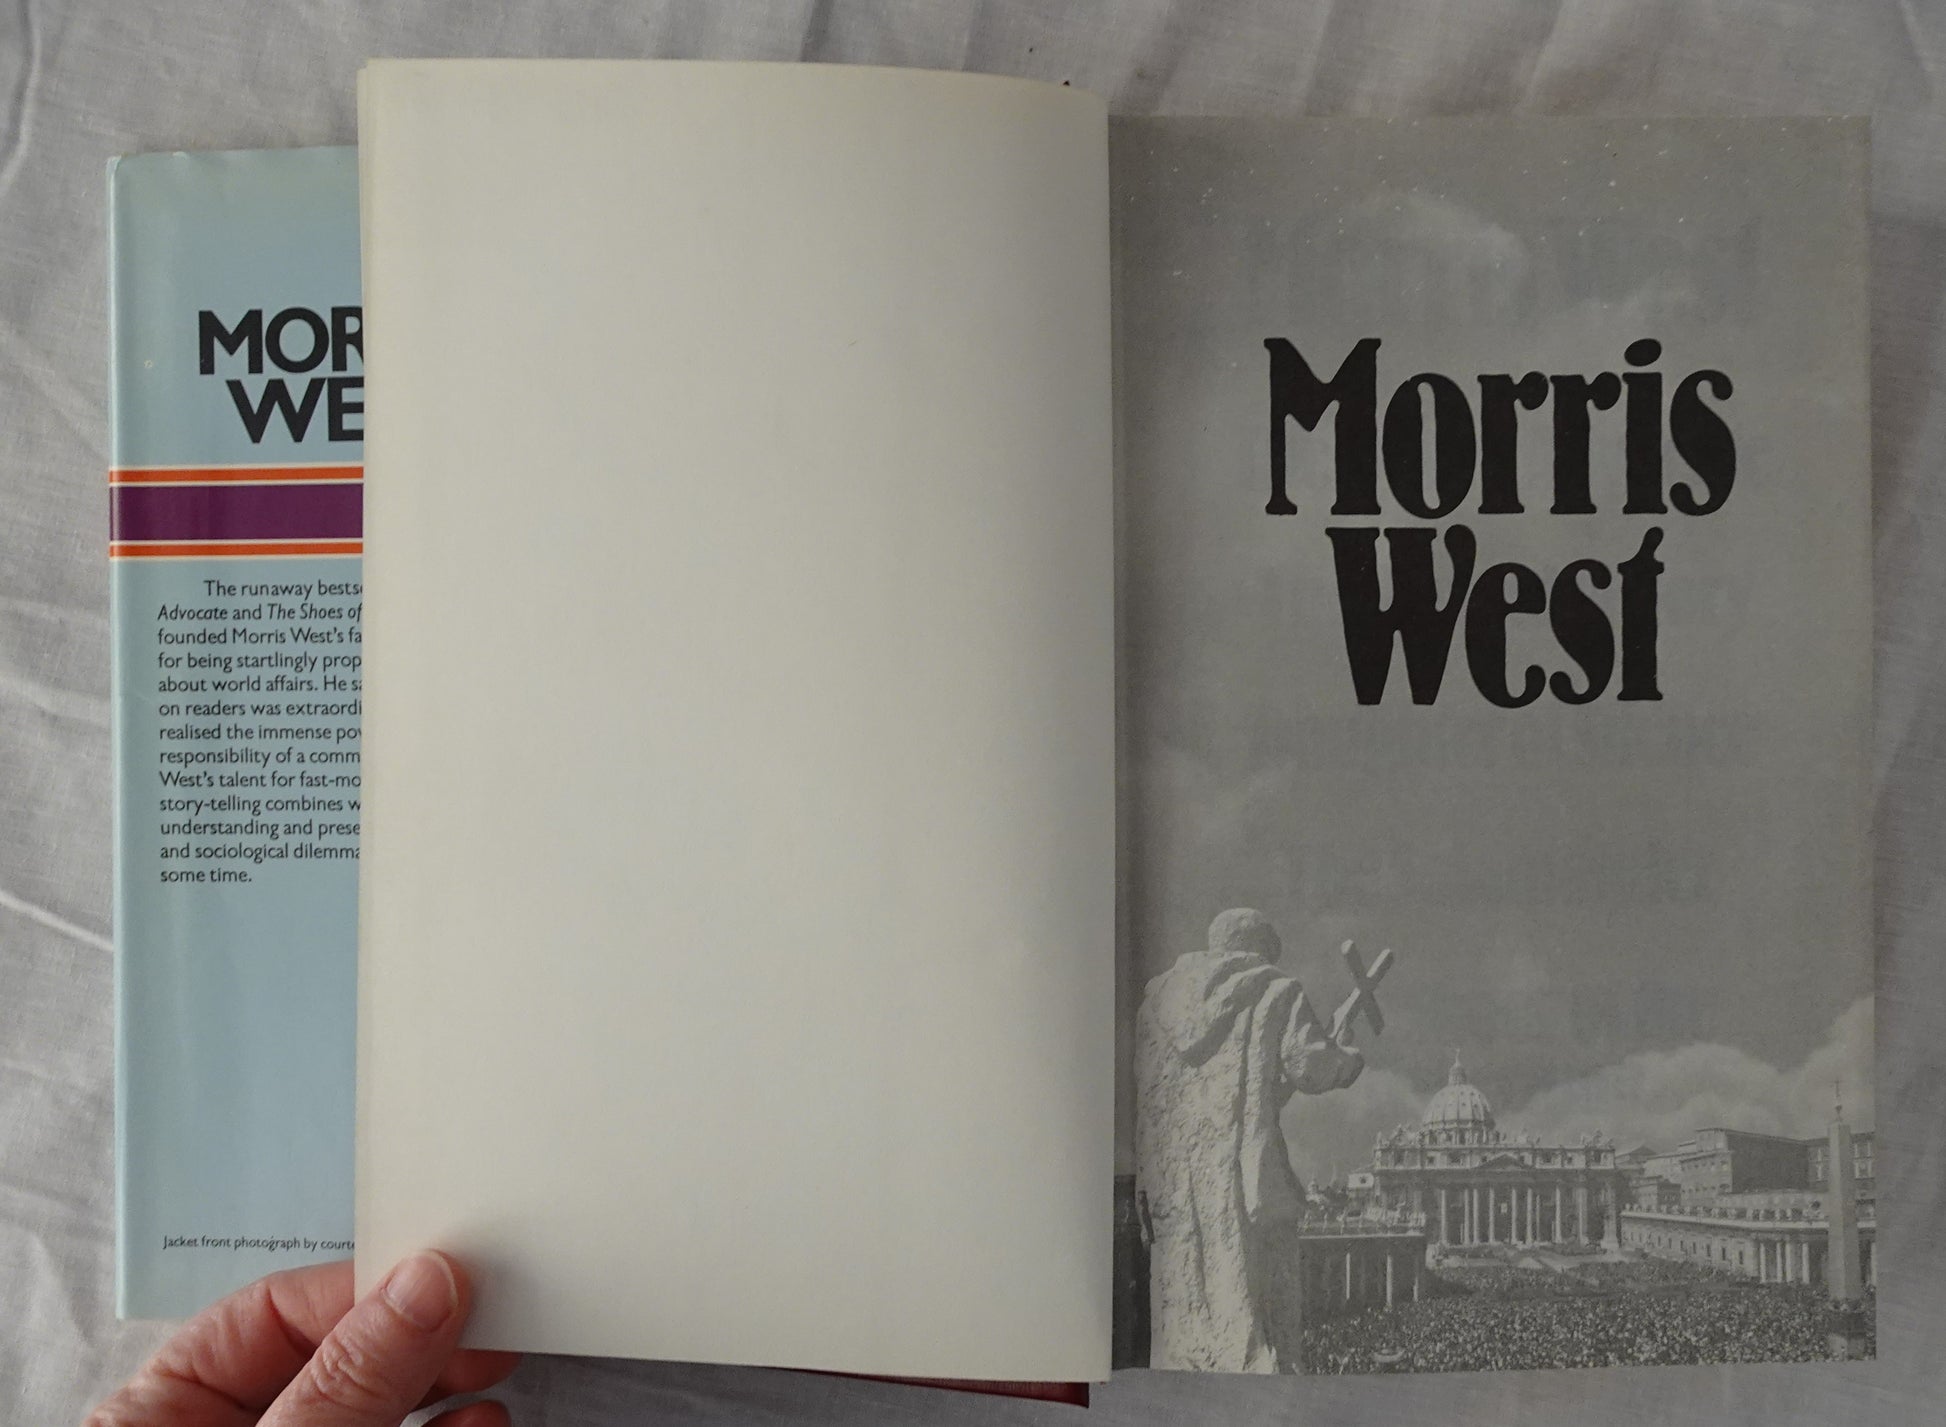 MOR
WE
The runaway bests
Advocate and The Shoes of
founded Morris West's fa
for being startlingly prop
about world affairs. He sa
on readers was extraordi
realised the immense pow
responsibility of a comm
West's talent for fast-mo
story-telling combines w
understanding and prese
and sociological dilemma
some time.
Jacket front photograph by courte
Morris
West